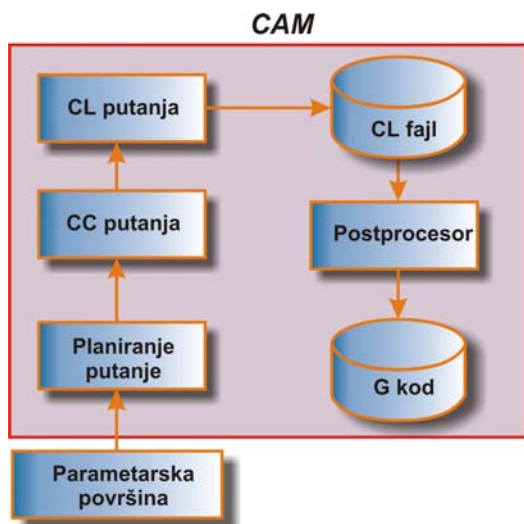 CAM
CL putanja
CL fajl
CC putanja
Postprocesor
Planiranje
putanje
G kod
Parametarska
površina